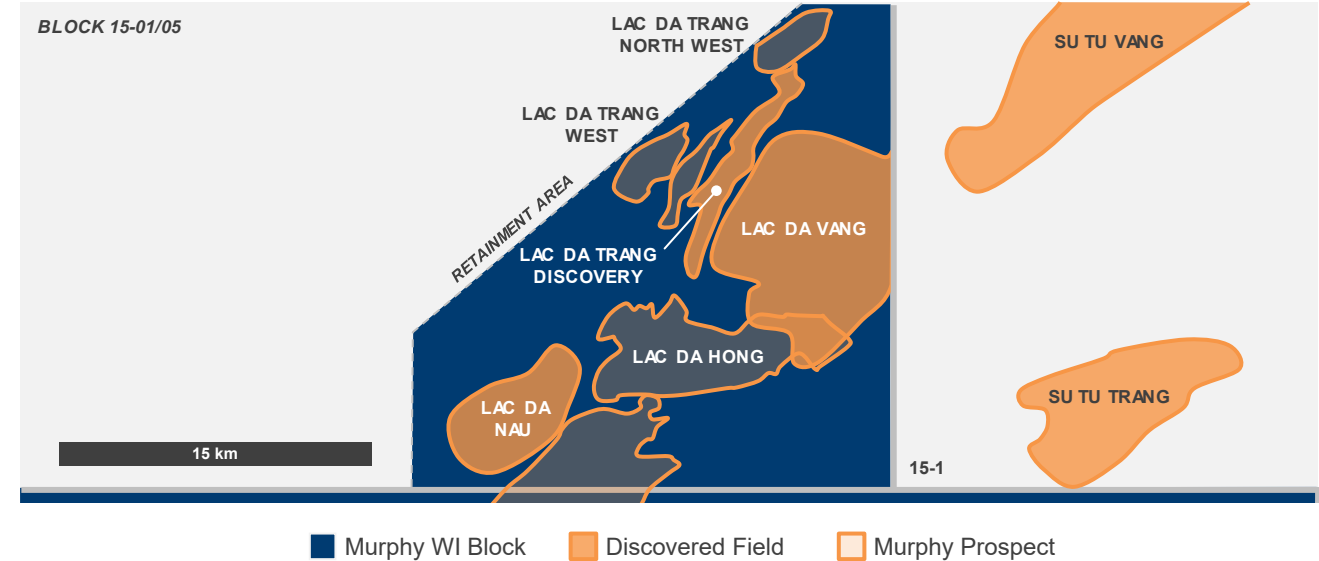 BLOCK 15-01/05
LAC DA TRANG
NORTH WEST
SU TU VANG
LAC DA TRANG
WEST
RETAINMENT AREA
LAC DA VANG
LAC DA TRANG
DISCOVERY
LAC DA HONG
LAC DA
NAU
SU TU TRANG
15 km
15-1
Murphy WI Block
Discovered Field
Murphy Prospect